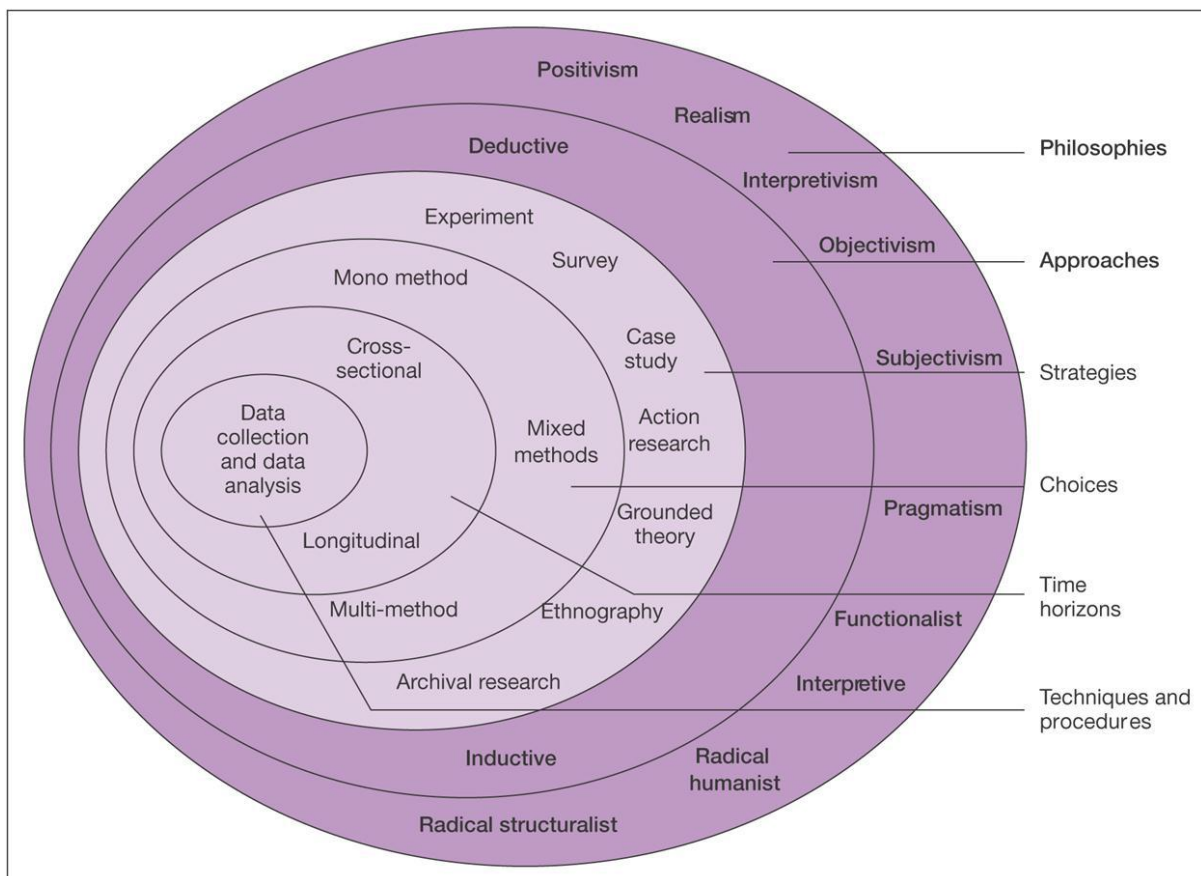 Positivism
Realism
Deductive
Philosophies
Interpretivism
Experiment
Objectivism
Survey
Approaches
Mono method
Case
study
Cross-
sectional
Subjectivism
Strategies
Data
collection
and data
analysis
Mixed
methods
Action
research
Choices
Pragmatism
Grounded
theory
Longitudinal
Time
horizons
Multi-method
Ethnography
Functionalist
Archival research
Interpretive
Techniques and
procedures
Inductive
Radical
humanist
Radical structuralist